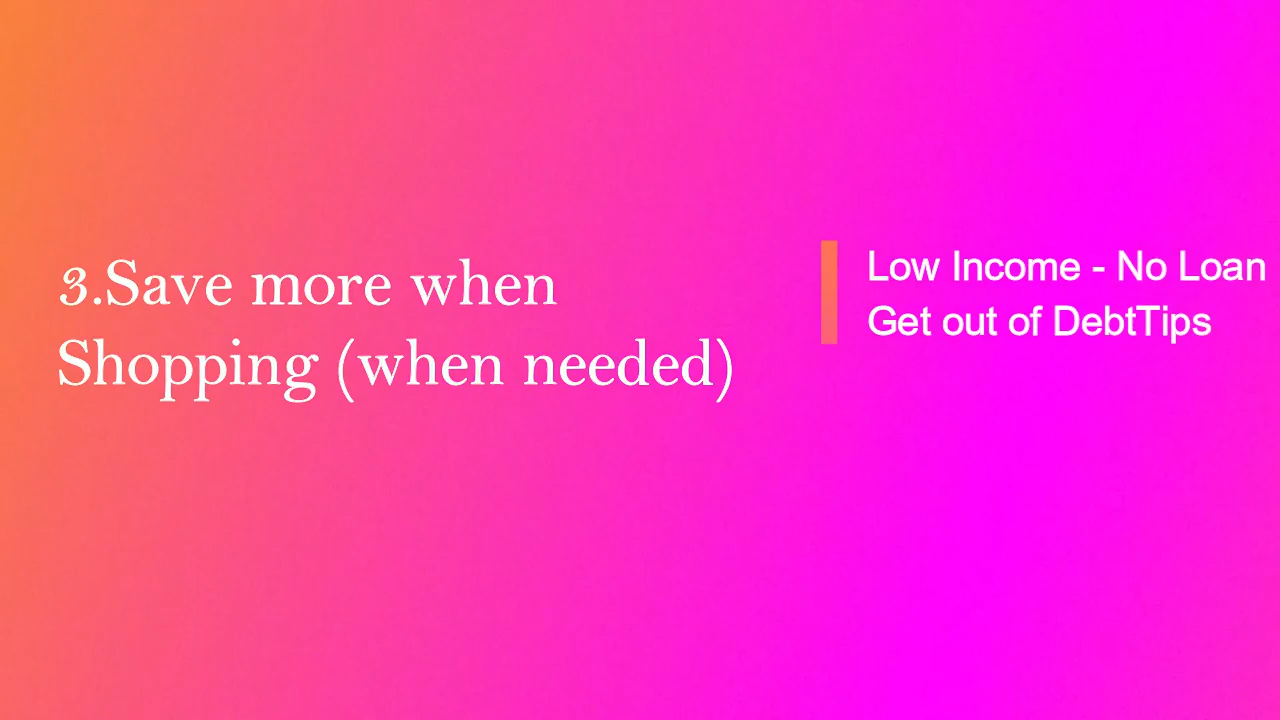 3.Save more when
Shopping (when needed)
Low Income - No Loan
Get out of DebtTips